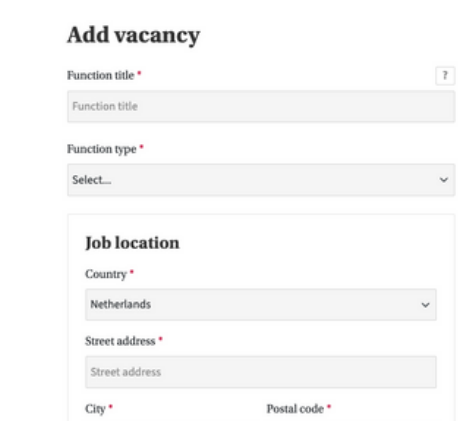 Add vacancy
Function title * ?
Function title
Function type *
Select...
Job location
Country *
Netherlands
Street address *
Street address
City * Postal code *